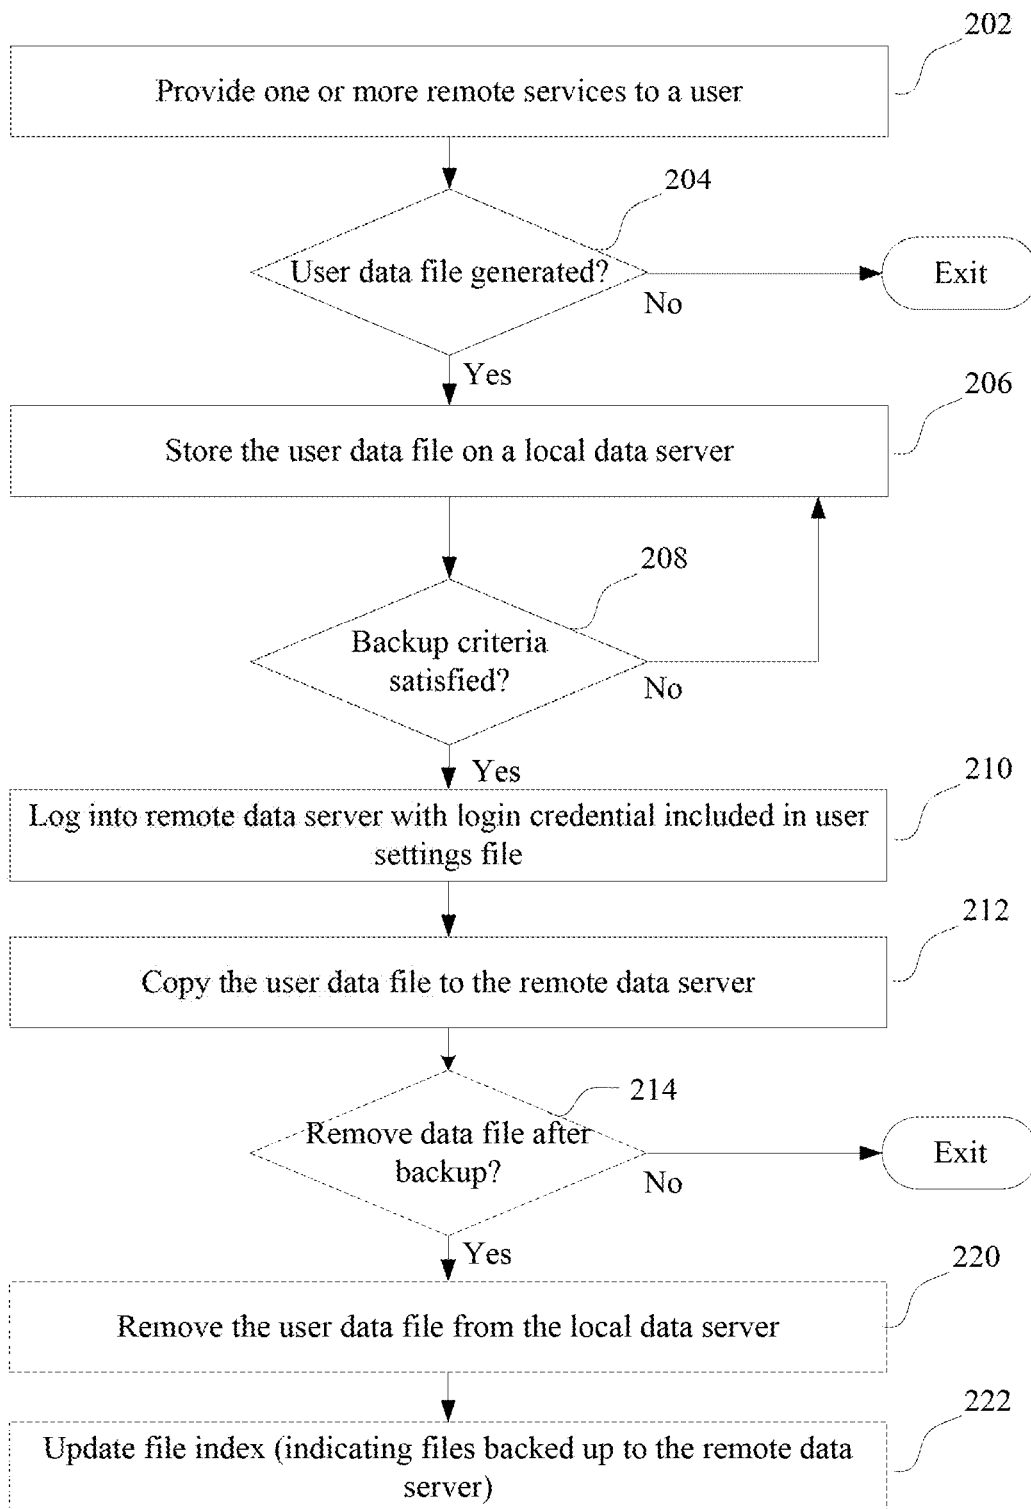 202
Provide one or more remote services to a user
204
User data file generated?
Exit
No
Yes
206
Store the user data file on a local data server
208
Backup criteria
satisfied?
No
Yes
210
Log into remote data server with login credential included in user
settings file
212
Copy the user data file to the remote data server
214
Remove data file after
backup?
Exit
No
Yes
220
Remove the user data file from the local data server
222
Update file index (indicating files backed up to the remote data
server)